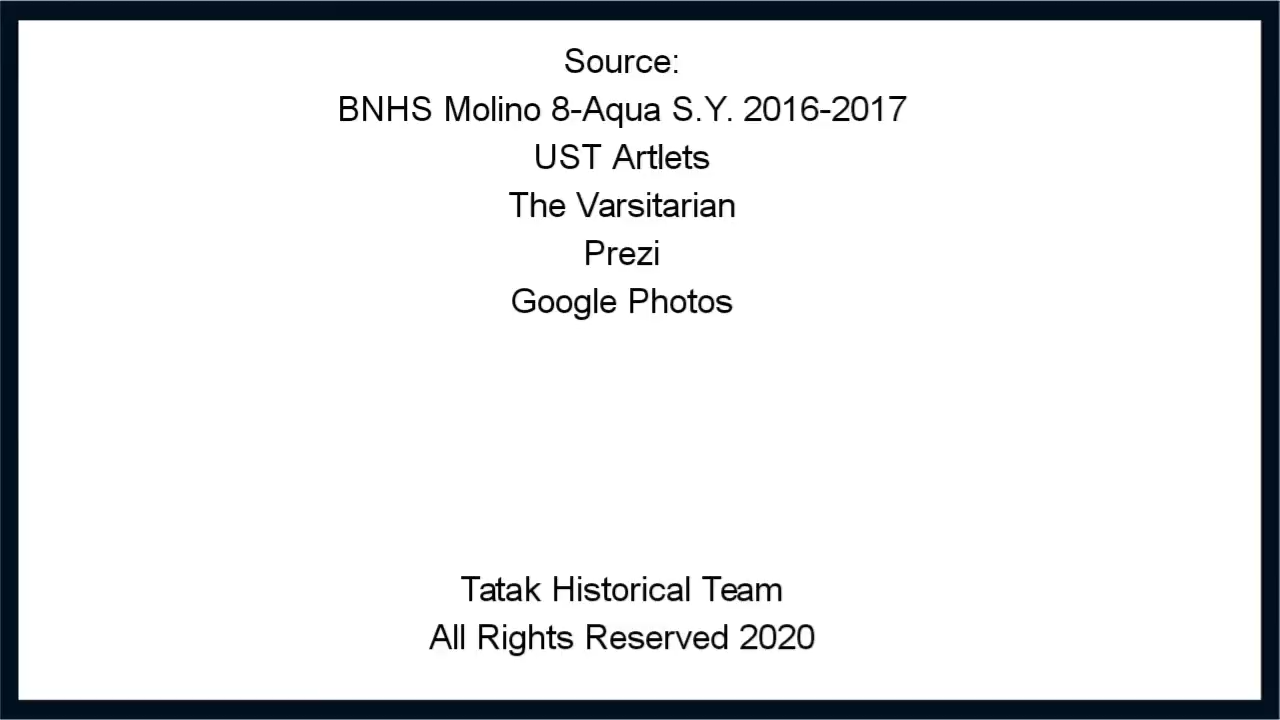 Source:
BNHS Molino 8-Aqua S.Y. 2016-2017
UST Artlets
The Varsitarian
Prezi
Google Photos
Tatak Historical Team
All Rights Reserved 2020